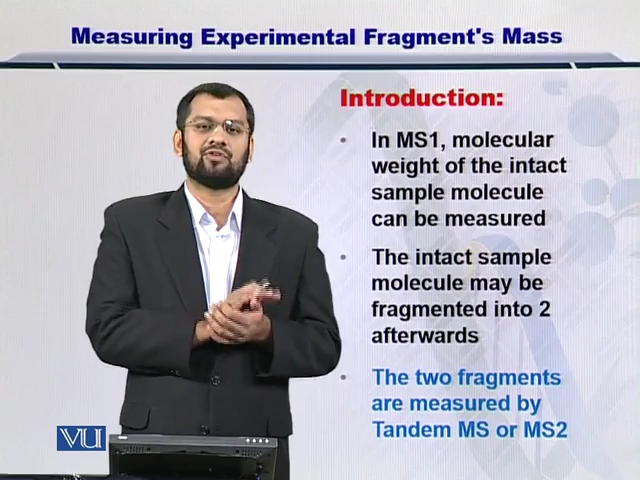 Measuring Experimental Fragment's Mass
Introduction:
• In MS1, molecular
weight of the intact
sample molecule
can be measured
• The intact sample
molecule may be
fragmented into 2
afterwards
• The two fragments
are measured by
Tandem MS or MS2
VU